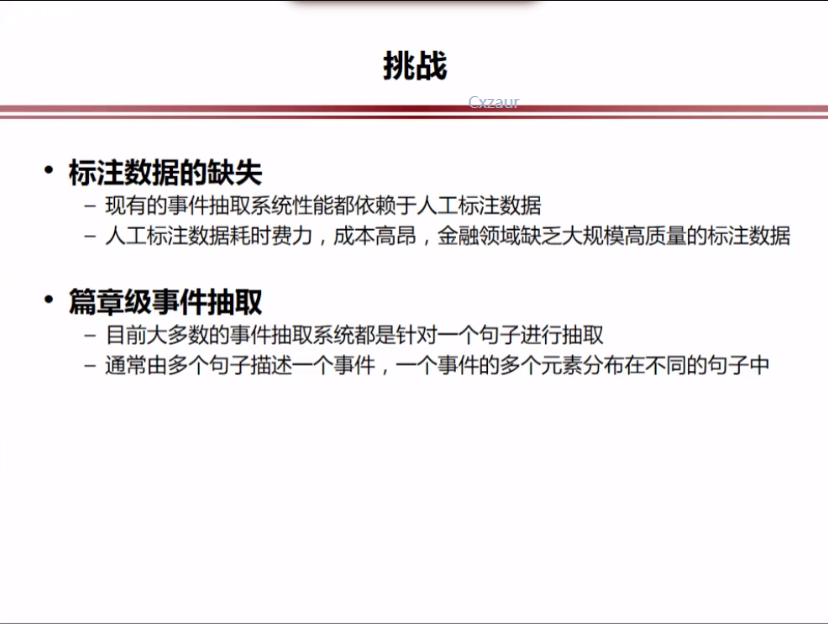 挑战
Cxzaur
• 标注数据的缺失
– 现有的事件抽取系统性能都依赖于人工标注数据
– 人工标注数据耗时费力，成本高昂，金融领域缺乏大规模高质量的标注数据
• 篇章级事件抽取
– 目前大多数的事件抽取系统都是针对一个句子进行抽取
– 通常由多个句子描述一个事件，一个事件的多个元素分布在不同的句子中